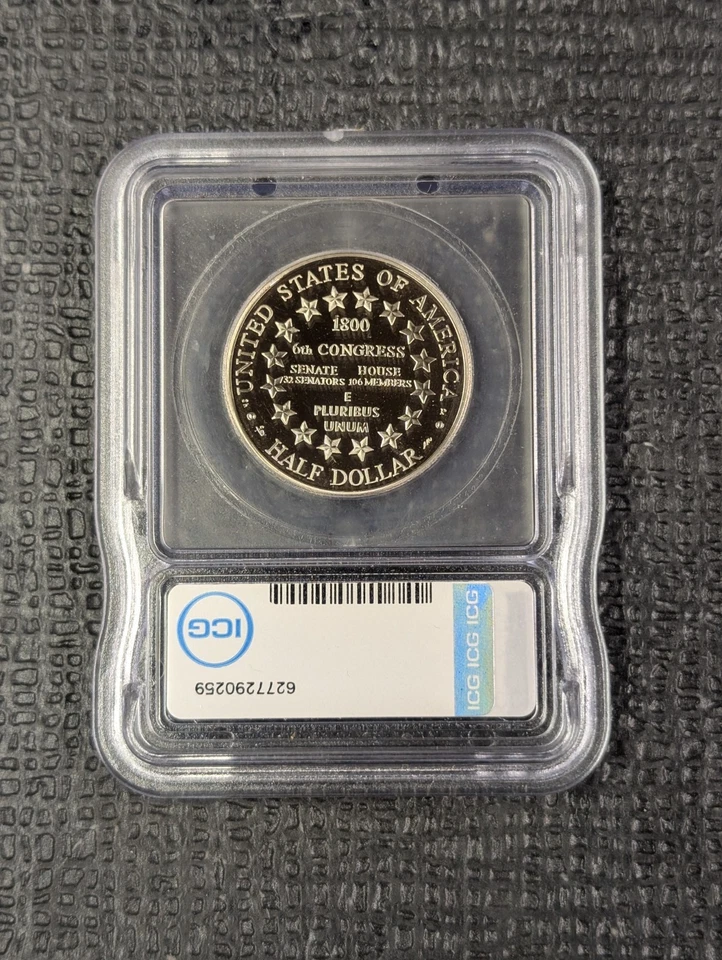 UNITED STATES OF AMERICA
1800
6th CONGRESS
SENATE HOUSE
32 SENATORS 106 MEMBERS
E
PLURIBUS
UNUM
HALF DOLLAR
ICG
6277290259
ICG ICG ICG